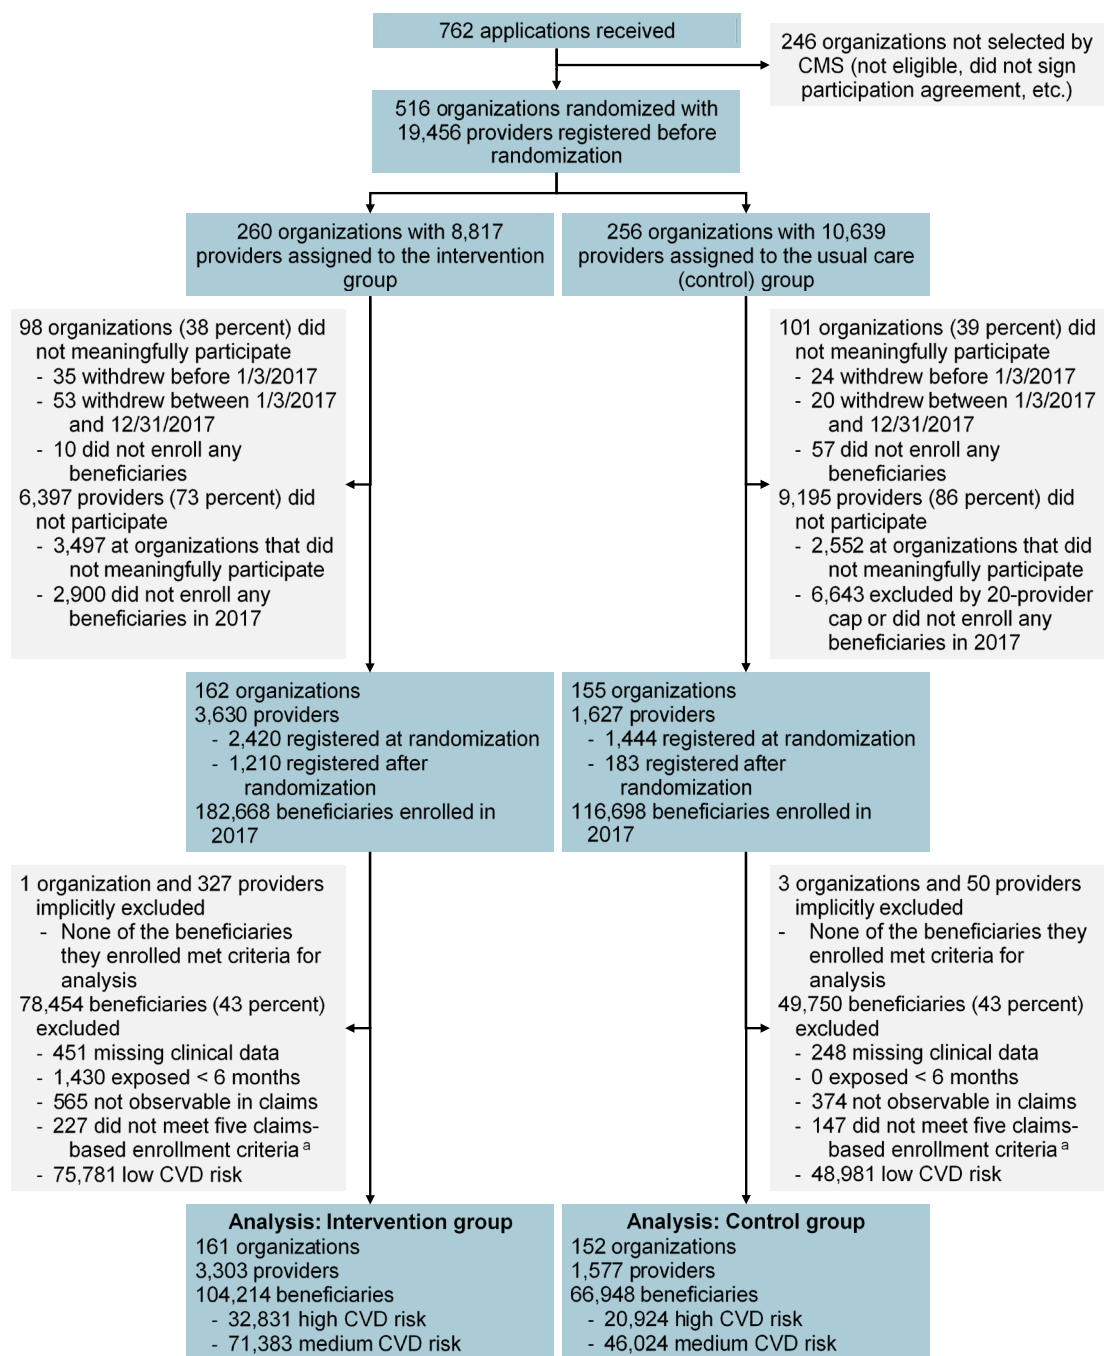 762 applications received
246 organizations not selected by
CMS (not eligible, did not sign
participation agreement, etc.)
516 organizations randomized with
19,456 providers registered before
randomization
260 organizations with 8,817
providers assigned to the intervention
group
256 organizations with 10,639
providers assigned to the usual care
(control) group
98 organizations (38 percent) did
not meaningfully participate
- 35 withdrew before 1/3/2017
- 53 withdrew between 1/3/2017
and 12/31/2017
- 10 did not enroll any
beneficiaries
6,397 providers (73 percent) did
not participate
- 3,497 at organizations that did
not meaningfully participate
- 2,900 did not enroll any
beneficiaries in 2017
101 organizations (39 percent) did
not meaningfully participate
- 24 withdrew before 1/3/2017
- 20 withdrew between 1/3/2017
and 12/31/2017
- 57 did not enroll any
beneficiaries
9,195 providers (86 percent) did
not participate
- 2,552 at organizations that did
not meaningfully participate
- 6,643 excluded by 20-provider
cap or did not enroll any
beneficiaries in 2017
162 organizations
3,630 providers
- 2,420 registered at randomization
- 1,210 registered after
randomization
182,668 beneficiaries enrolled in
2017
155 organizations
1,627 providers
- 1,444 registered at randomization
- 183 registered after
randomization
116,698 beneficiaries enrolled in
2017
1 organization and 327 providers
implicitly excluded
- None of the beneficiaries
they enrolled met criteria for
analysis
78,454 beneficiaries (43 percent)
excluded
- 451 missing clinical data
- 1,430 exposed < 6 months
- 565 not observable in claims
- 227 did not meet five claims-
based enrollment criteria a
- 75,781 low CVD risk
3 organizations and 50 providers
implicitly excluded
- None of the beneficiaries they
enrolled met criteria for
analysis
49,750 beneficiaries (43 percent)
excluded
- 248 missing clinical data
- 0 exposed < 6 months
- 374 not observable in claims
- 147 did not meet five claims-
based enrollment criteria a
- 48,981 low CVD risk
Analysis: Intervention group
161 organizations
3,303 providers
104,214 beneficiaries
- 32,831 high CVD risk
- 71,383 medium CVD risk
Analysis: Control group
152 organizations
1,577 providers
66,948 beneficiaries
- 20,924 high CVD risk
- 46,024 medium CVD risk